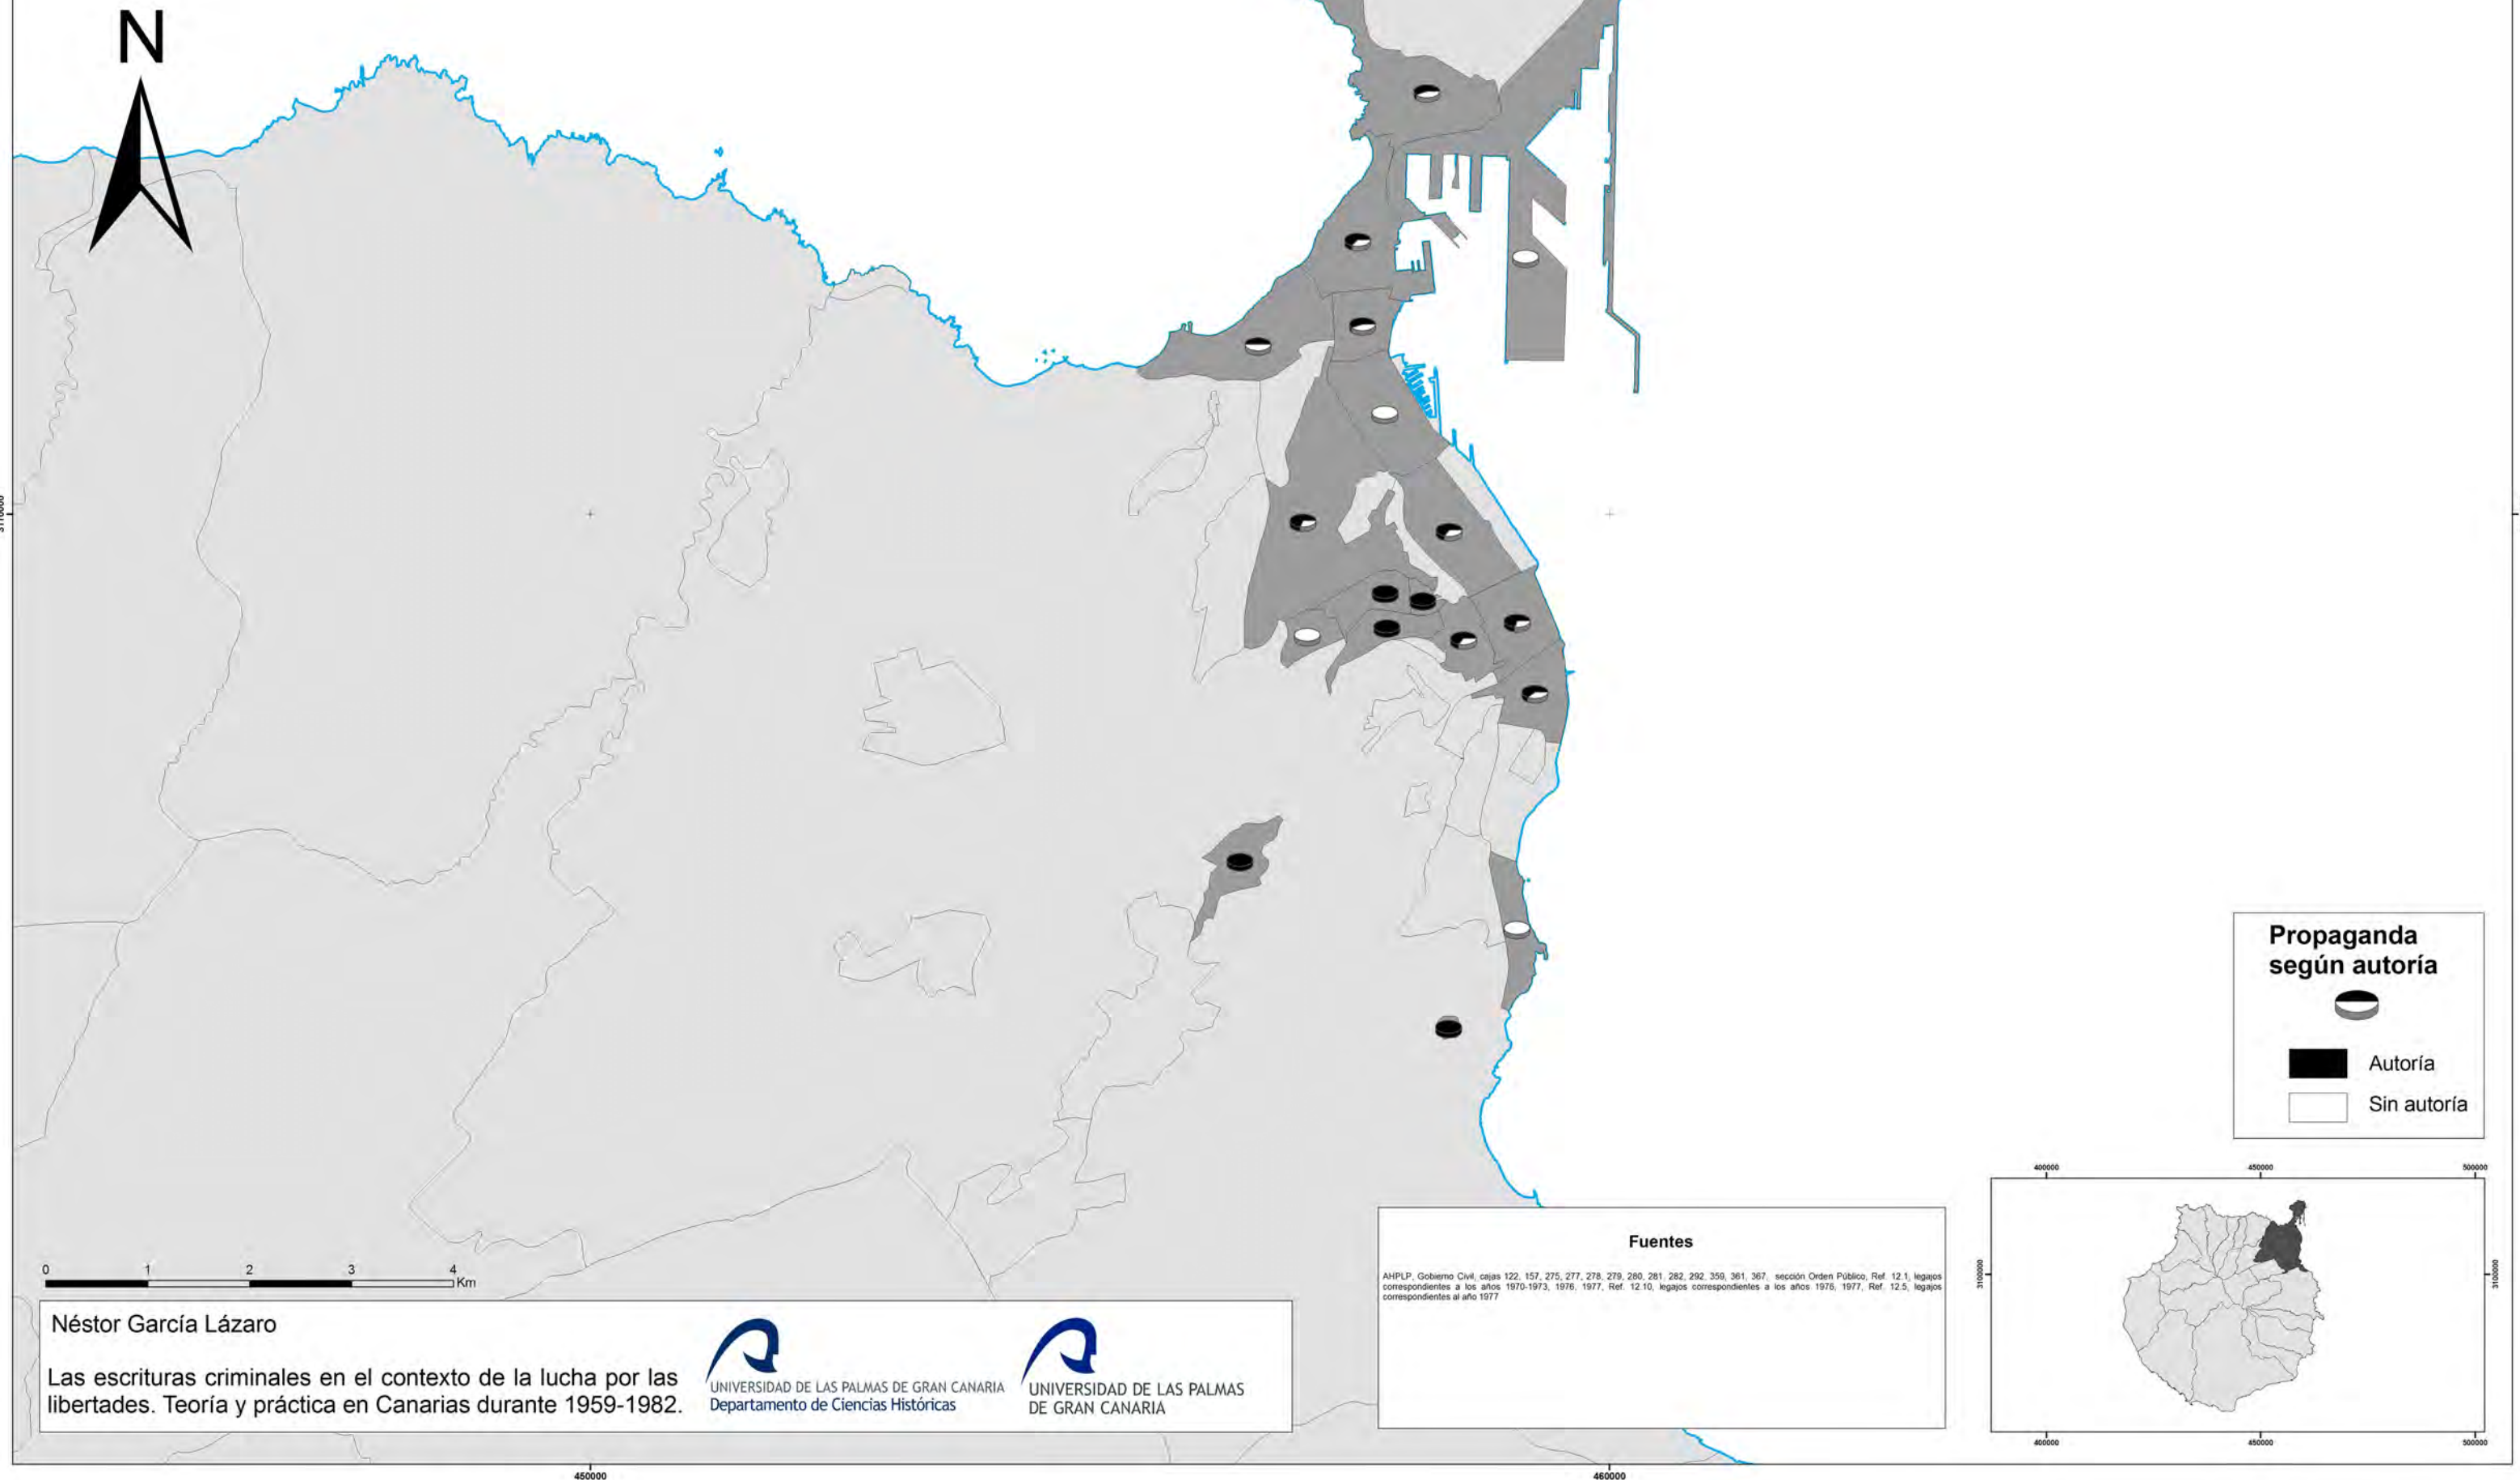 N
Propaganda
según autoría
Autoría
Sin autoría
400000
450000
500000
3100000
3100000
400000
450000
500000
Fuentes
AHPLP, Gobierno Civil, cajas 122, 157, 275, 277, 278, 279, 280, 281, 282, 292, 359, 361, 367, sección Orden Público, Ref. 12.1, legajos
correspondientes a los años 1970-1973, 1976, 1977, Ref. 12.10, legajos correspondientes a los años 1976, 1977, Ref. 12.5, legajos
correspondientes al año 1977
0 1 2 3 4
Km
Néstor García Lázaro
Las escrituras criminales en el contexto de la lucha por las
libertades. Teoría y práctica en Canarias durante 1959-1982.
UNIVERSIDAD DE LAS PALMAS DE GRAN CANARIA
Departamento de Ciencias Históricas
UNIVERSIDAD DE LAS PALMAS
DE GRAN CANARIA
450000
460000